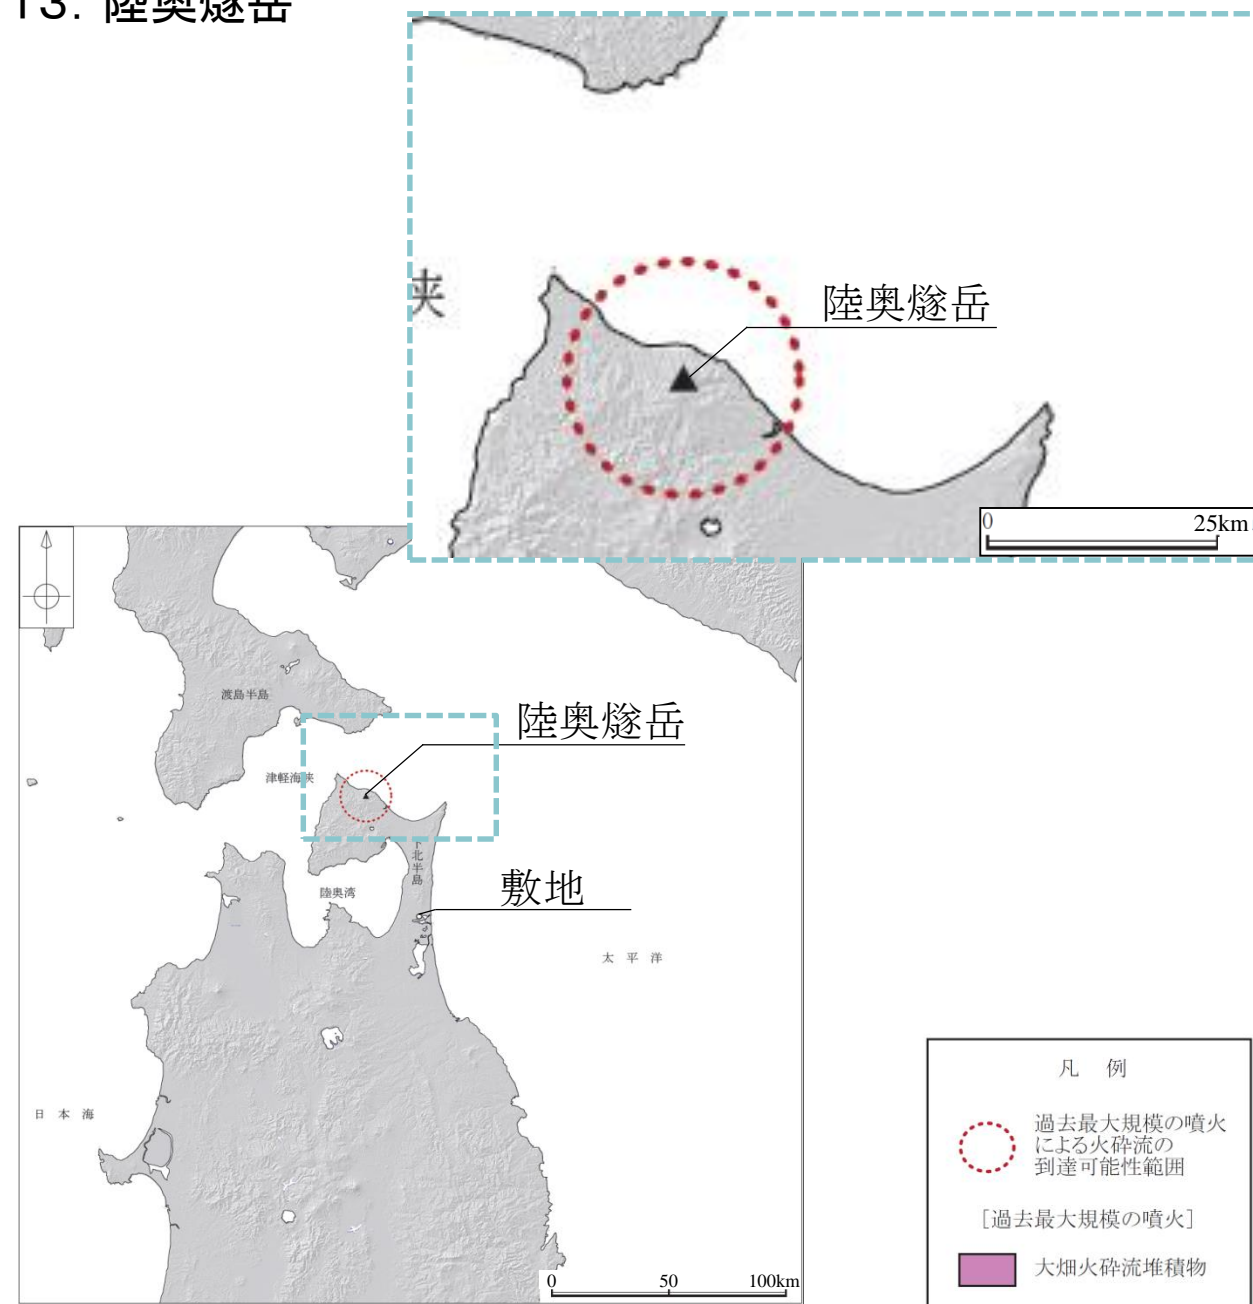 13. 陸奥燧岳
夹
陸奥燧岳
0 25km
渡島半島
陸奥燧岳
津軽海夹
下北半島
陸奥湾
敷地
太平洋
日本海
0 50 100km
凡例
過去最大規模の噴火
による火砕流の
到達可能性範囲
[過去最大規模の噴火]
大畑火砕流堆積物